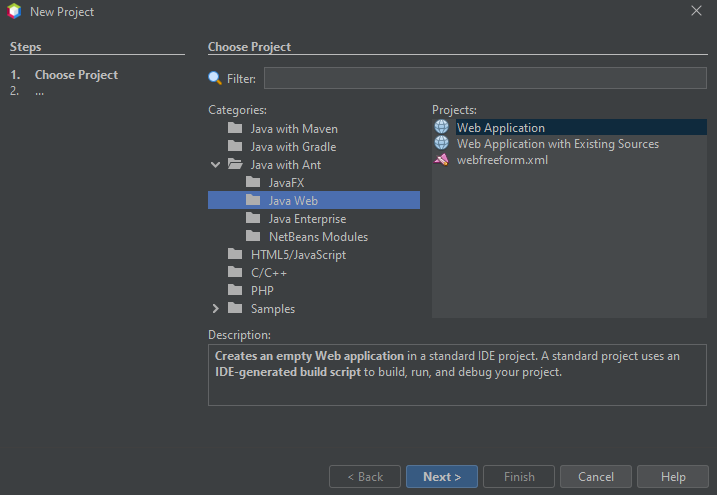 New Project
Steps
1. Choose Project
2. ...
Choose Project
Filter:
Categories:
Java with Maven
Java with Gradle
Java with Ant
JavaFX
Java Web
Java Enterprise
NetBeans Modules
HTML5/JavaScript
C/C++
PHP
Samples
Projects:
Web Application
Web Application with Existing Sources
webfreeform.xml
Description:
Creates an empty Web application in a standard IDE project. A standard project uses an
IDE-generated build script to build, run, and debug your project.
< Back
Next >
Finish
Cancel
Help